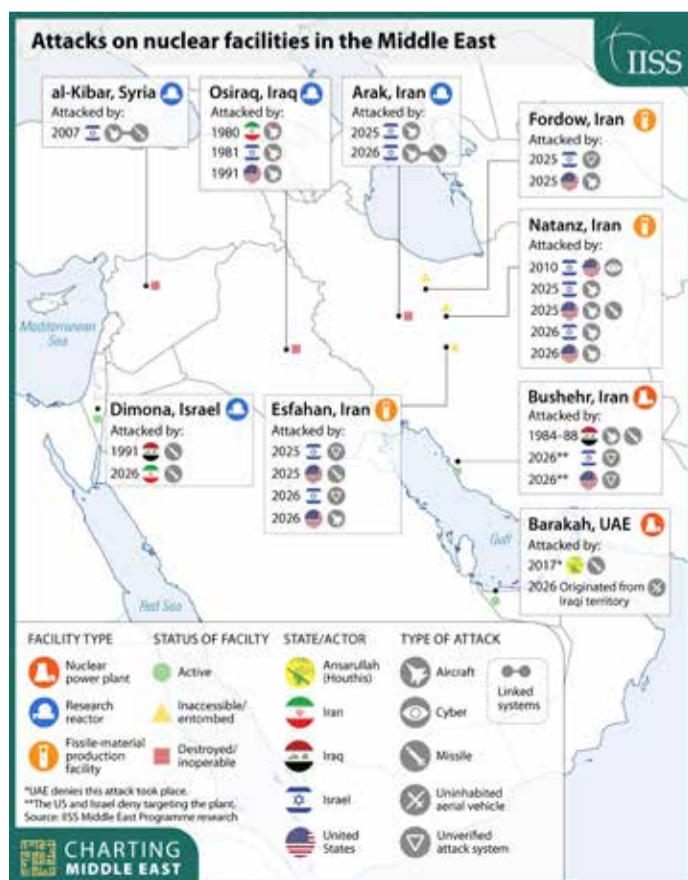 Attacks on nuclear facilities in the Middle East
IISS
al-Kibar, Syria
Attacked by:
2007
Osiraq, Iraq
Attacked by:
1980
1981
1991
Arak, Iran
Attacked by:
2025
2026
Fordow, Iran
Attacked by:
2025
2025
Natanz, Iran
Attacked by:
2010
2025
2025
2026
2026
Mediterranean
Sea
Dimona, Israel
Attacked by:
1991
2026
Esfahan, Iran
Attacked by:
2025
2025
2026
2026
Bushehr, Iran
Attacked by:
1984–88
2026**
2026**
Gulf
Barakah, UAE
Attacked by:
2017*
2026 Originated from
Iraqi territory
Red Sea
FACILITY TYPE
Nuclear
power plant
Research
reactor
Fissile-material
production
facility
STATUS OF FACILTY
Active
Inaccessible/
entombed
Destroyed/
inoperable
STATE/ACTOR
Ansarullah
(Houthis)
Iran
Iraq
Israel
United
States
TYPE OF ATTACK
Aircraft
Cyber
Missile
Uninhabited
aerial vehicle
Unverified
attack system
Linked
systems
*UAE denies this attack took place.
**The US and Israel deny targeting the plant.
Source: IISS Middle East Programme research
CHARTING
MIDDLE EAST